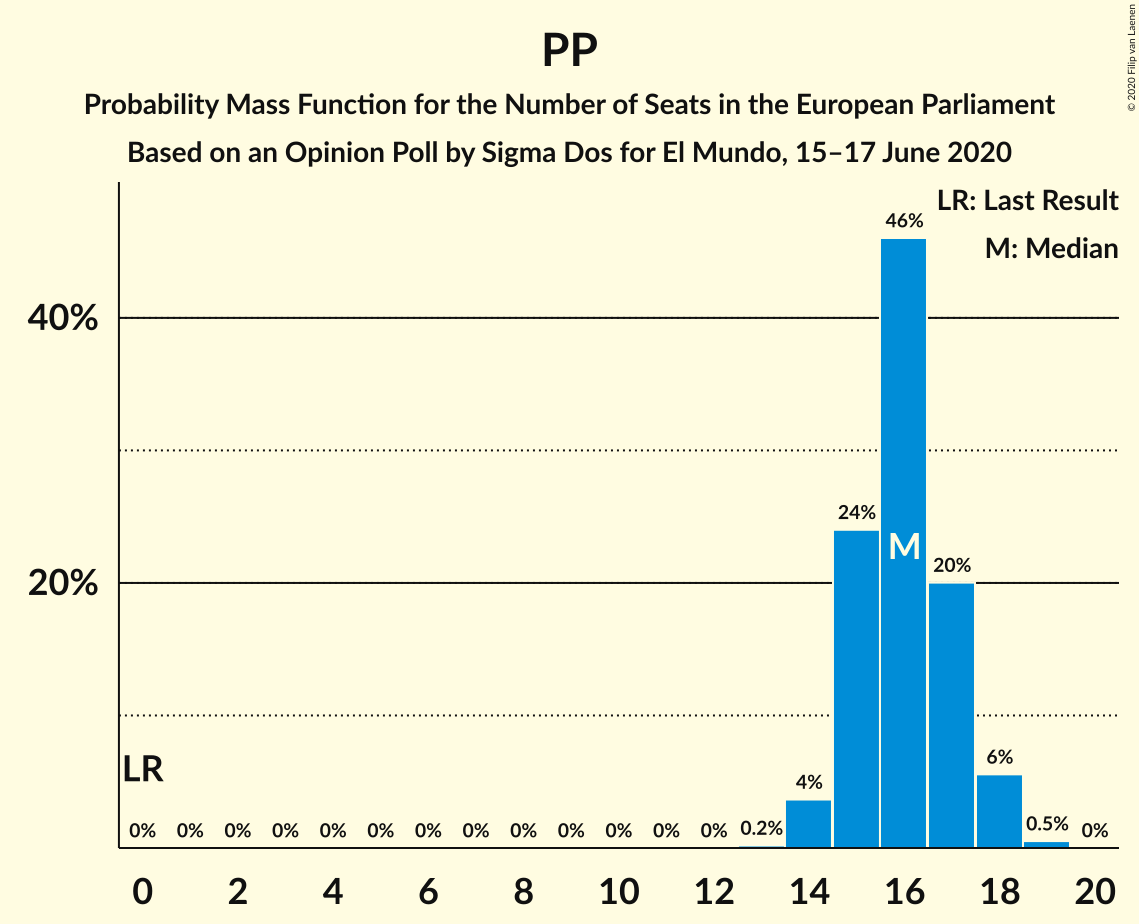 PP
Probability Mass Function for the Number of Seats in the European Parliament
Based on an Opinion Poll by Sigma Dos for El Mundo, 15–17 June 2020
© 2020 Filip van Laenen
LR: Last Result
M: Median
40%
20%
46%
24%
M
20%
LR
0% 0% 0% 0% 0% 0% 0% 0% 0% 0% 0% 0% 0% 0.2% 4% 6% 0.5% 0%
0 2 4 6 8 10 12 14 16 18 20